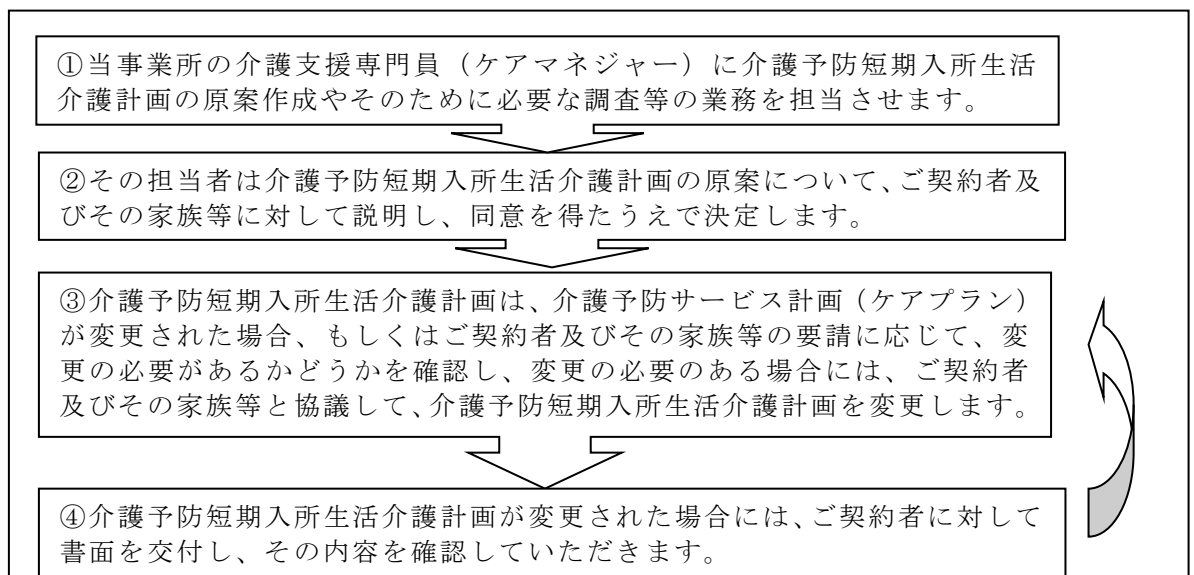 ①当事業所の介護支援専門員（ケアマネジャー）に介護予防短期入所生活
介護計画の原案作成やそのために必要な調査等の業務を担当させます。
②その担当者は介護予防短期入所生活介護計画の原案について、ご契約者及
びその家族等に対して説明し、同意を得たうえで決定します。
③介護予防短期入所生活介護計画は、介護予防サービス計画（ケアプラン）
が変更された場合、もしくはご契約者及びその家族等の要請に応じて、変
更の必要があるかどうかを確認し、変更の必要のある場合には、ご契約者
及びその家族等と協議して、介護予防短期入所生活介護計画を変更します。
④介護予防短期入所生活介護計画が変更された場合には、ご契約者に対して
書面を交付し、その内容を確認していただきます。